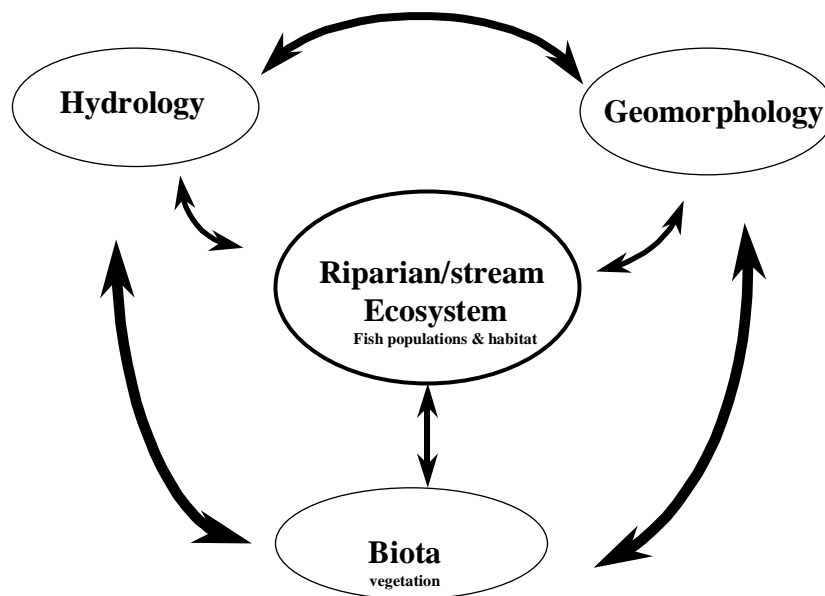 Hydrology
Geomorphology
Riparian/stream
Ecosystem
Fish populations & habitat
Biota
vegetation